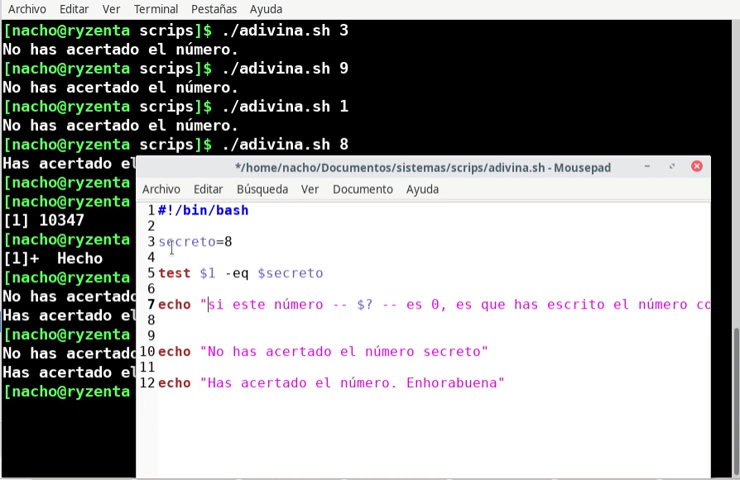 Archivo Editar Ver Terminal Pestañas Ayuda
[nacho@ryzenta scrips]$ ./adivina.sh 3
No has acertado el número.
[nacho@ryzenta scrips]$ ./adivina.sh 9
No has acertado el número.
[nacho@ryzenta scrips]$ ./adivina.sh 1
No has acertado el número.
[nacho@ryzenta scrips]$ ./adivina.sh 8
Has acertado el
[nacho@ryzenta
[nacho@ryzenta
[1] 10347
[nacho@ryzenta
[1]+ Hecho
[nacho@ryzenta
No has acertado
Has acertado el
[nacho@ryzenta
No has acertado
Has acertado el
[nacho@ryzenta
*/home/nacho/Documentos/sistemas/scrips/adivina.sh - Mousepad
Archivo Editar Búsqueda Ver Documento Ayuda
1 #!/bin/bash
2
3 secreto=8
4
5 test $1 -eq $secreto
6
7 echo "si este número -- $? -- es 0, es que has escrito el número co
8
9
10 echo "No has acertado el número secreto"
11
12 echo "Has acertado el número. Enhorabuena"